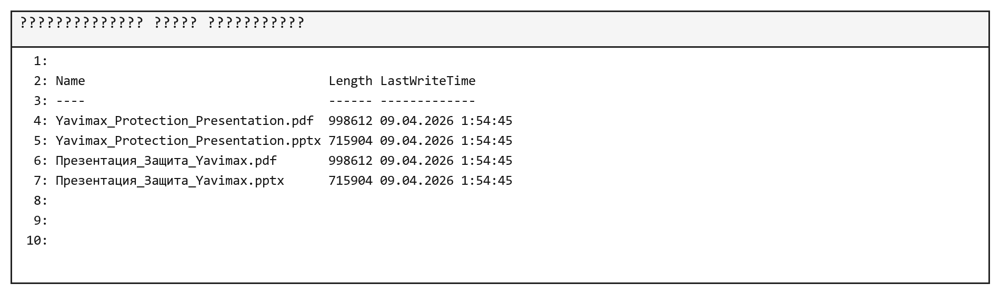 ?????????????? ????? ???????????
1:
2: Name Length LastWriteTime
3: ---- ------ -------------
4: Yavimax_Protection_Presentation.pdf 998612 09.04.2026 1:54:45
5: Yavimax_Protection_Presentation.pptx 715904 09.04.2026 1:54:45
6: Презентация_Защита_Yavimax.pdf 998612 09.04.2026 1:54:45
7: Презентация_Защита_Yavimax.pptx 715904 09.04.2026 1:54:45
8:
9:
10: